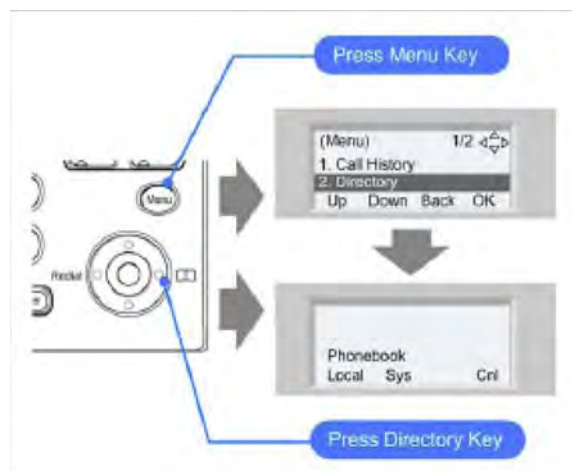 Press Menu Key
(Menu) 1/2
1. Call History
2. Directory
Up Down Back OK
Menu
Redial
Phonebook
Local Sys Cnl
Press Directory Key